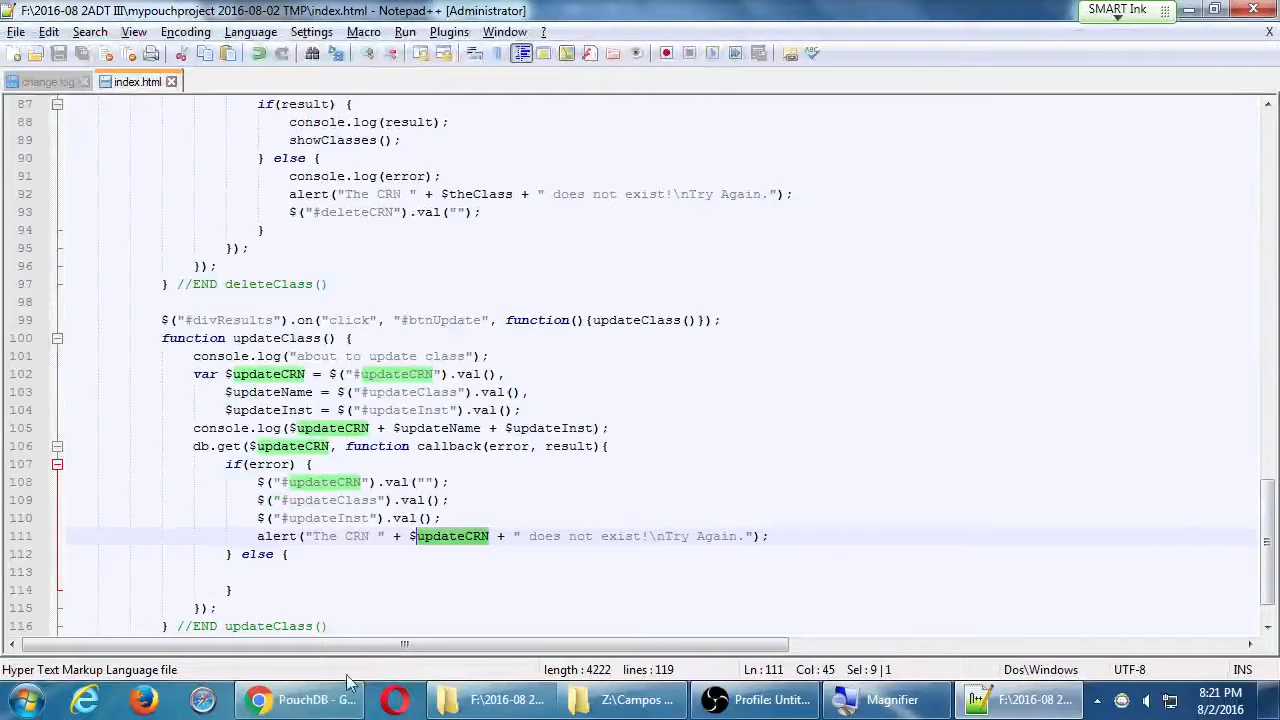 F:\2016-08 2ADT III\mypouchproject 2016-08-02 TMP\index.html - Notepad++ [Administrator]
SMART Ink
File Edit Search View Encoding Language Settings Macro Run Plugins Window ? X
change.log index.html
87 if(result) {
88 console.log(result);
89 showClasses();
90 } else {
91 console.log(error);
92 alert("The CRN " + $theClass + " does not exist!\nTry Again.");
93 $("#deleteCRN").val("");
94 }
95 });
96 });
97 } //END deleteClass()
98
99 $("#divResults").on("click", "#btnUpdate", function(){updateClass()});
100 function updateClass() {
101 console.log("about to update class");
102 var $updateCRN = $("#updateCRN").val(),
103 $updateName = $("#updateClass").val(),
104 $updateInst = $("#updateInst").val();
105 console.log($updateCRN + $updateName + $updateInst);
106 db.get($updateCRN, function callback(error, result){
107 if(error) {
108 $("#updateCRN").val("");
109 $("#updateClass").val();
110 $("#updateInst").val();
111 alert("The CRN " + $updateCRN + " does not exist!\nTry Again.");
112 } else {
113
114 }
115 });
116 } //END updateClass()
Hyper Text Markup Language file length : 4222 lines : 119 Ln : 111 Col : 45 Sel : 9 | 1 Dos\Windows UTF-8 INS
PouchDB - G... F:\2016-08 2... Z:\Campos ... Profile: Untit... Magnifier F:\2016-08 2... 8:21 PM
8/2/2016